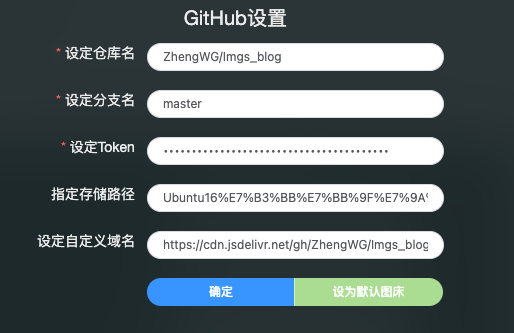 GitHub设置
* 设定仓库名 ZhengWG/Imgs_blog
* 设定分支名 master
* 设定Token ••••••••••••••••••••••••••••••••••••••••
指定存储路径 Ubuntu16%E7%B3%BB%E7%BB%9F%E7%9A%
设定自定义域名 https://cdn.jsdelivr.net/gh/ZhengWG/Imgs_blog
确定 设为默认图床